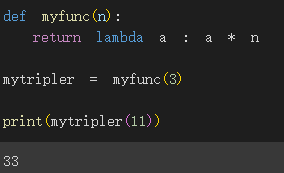 def myfunc(n):
    return lambda a : a * n
mytripler = myfunc(3)
print(mytripler(11))
33